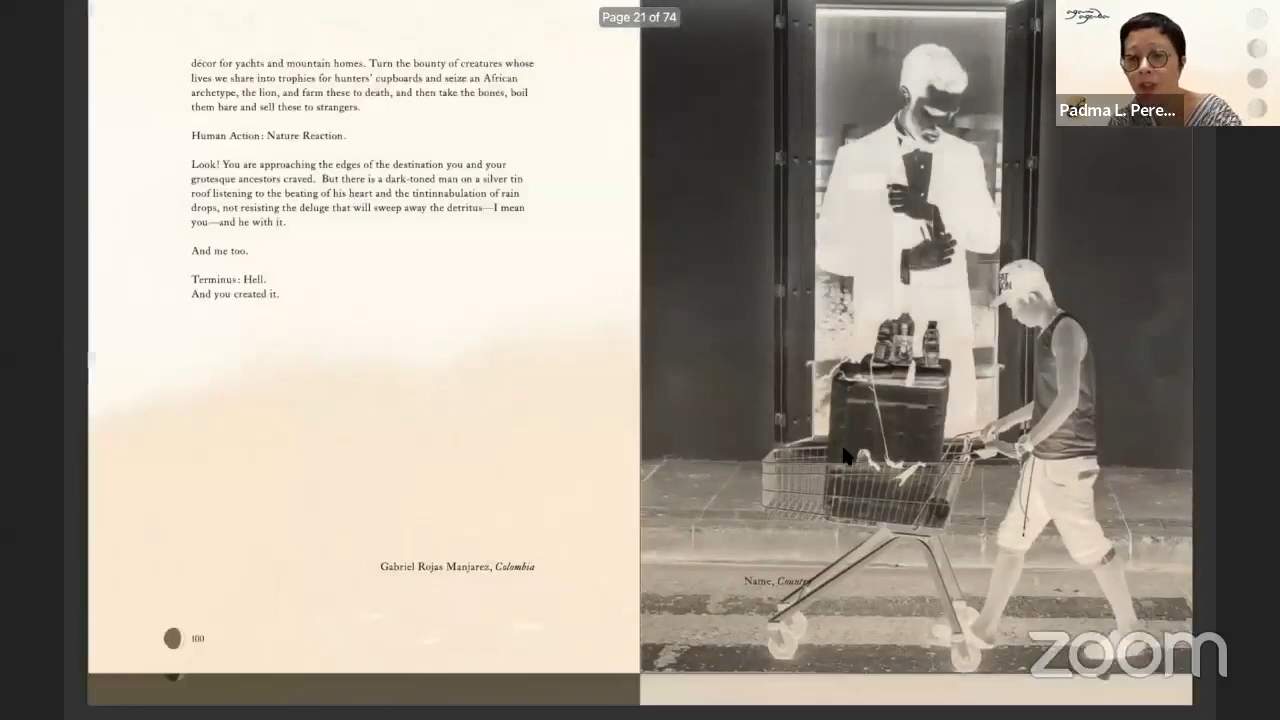 Page 21 of 74
décor for yachts and mountain homes. Turn the bounty of creatures whose
lives we share into trophies for hunters' cupboards and seize an African
archetype, the lion, and farm these to death, and then take the bones, boil
them bare and sell these to strangers.
Human Action: Nature Reaction.
Look! You are approaching the edges of the destination you and your
grotesque ancestors craved.  But there is a dark-toned man on a silver tin
roof listening to the beating of his heart and the tintinnabulation of rain
drops, not resisting the deluge that will sweep away the detritus—I mean
you—and he with it.
And me too.
Terminus: Hell.
And you created it.
Gabriel Rojas Manjarez, Colombia
100
Name, Country
Padma L. Pere...
zoom